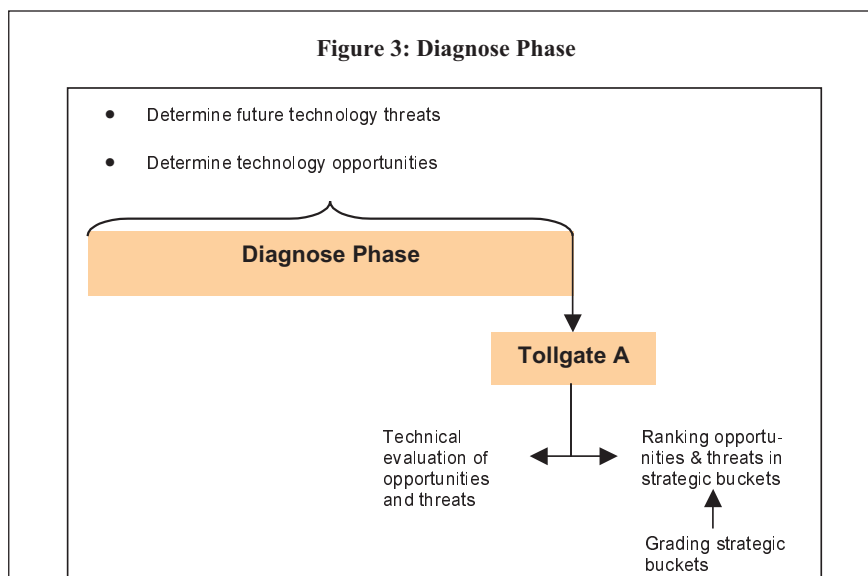 Figure 3: Diagnose Phase
● Determine future technology threats
● Determine technology opportunities
Diagnose Phase
Tollgate A
Technical
evaluation of
opportunities
and threats
Ranking opportu-
nities & threats in
strategic buckets
Grading strategic
buckets